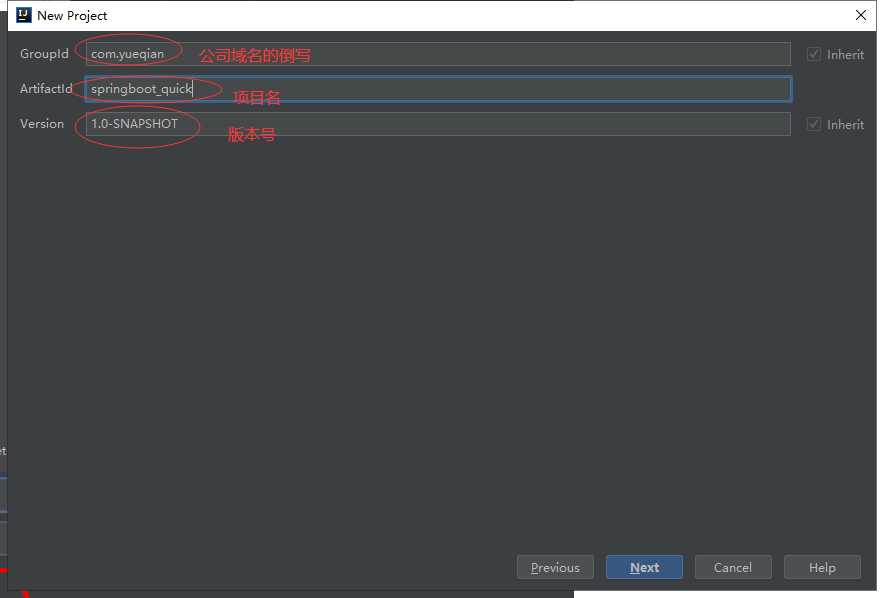 New Project
GroupId com.yueqian 公司域名的倒写 Inherit
ArtifactId springboot_quick 项目名
Version 1.0-SNAPSHOT 版本号 Inherit
et
Previous Next Cancel Help